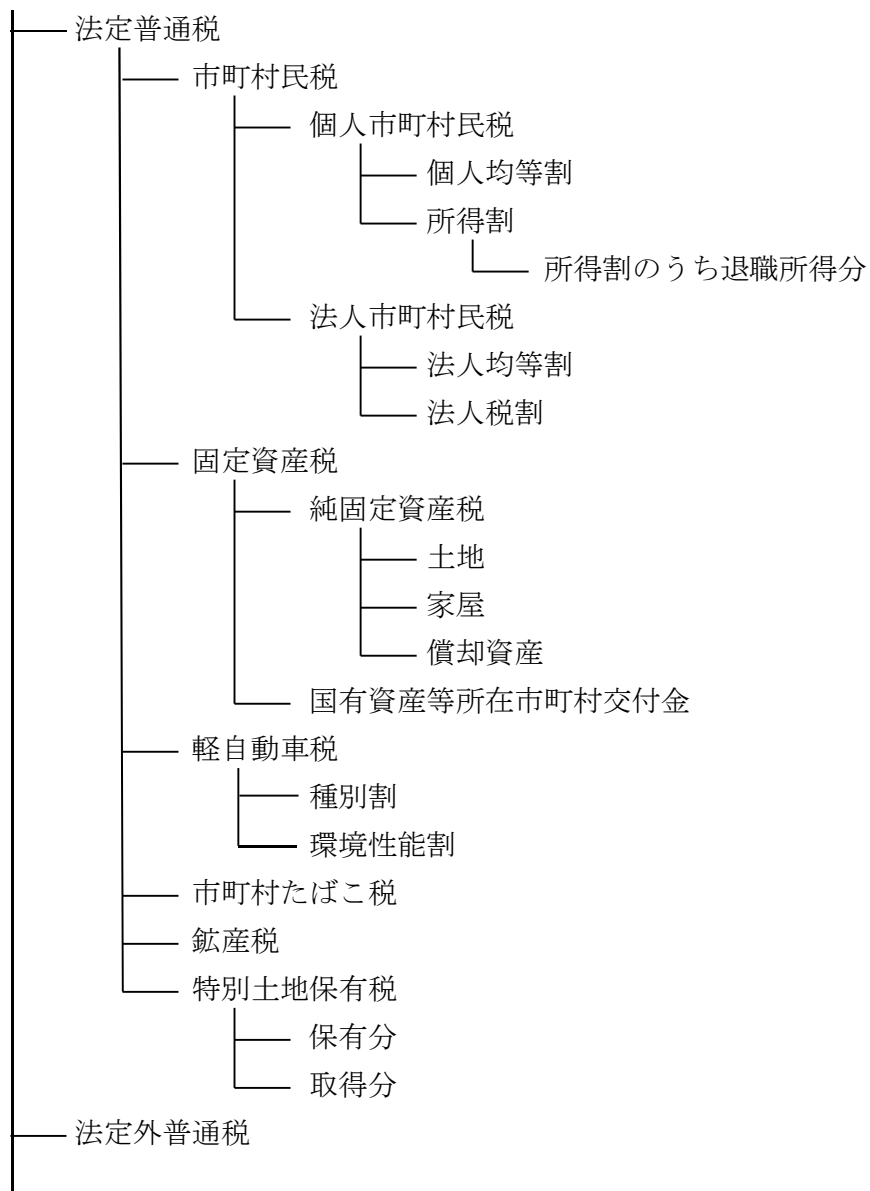 法定普通税
市町村民税
個人市町村民税
個人均等割
所得割
所得割のうち退職所得分
法人市町村民税
法人均等割
法人税割
固定資産税
純固定資産税
土地
家屋
償却資産
国有資産等所在市町村交付金
軽自動車税
種別割
環境性能割
市町村たばこ税
鉱産税
特別土地保有税
保有分
取得分
法定外普通税